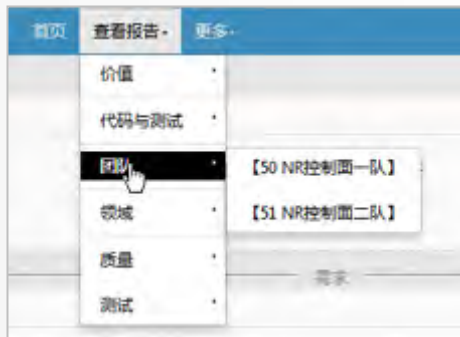 首页 查看报告 更多
价值
代码与测试
团队
【50 NR控制面一队】
领域
【51 NR控制面二队】
质量
需求
测试